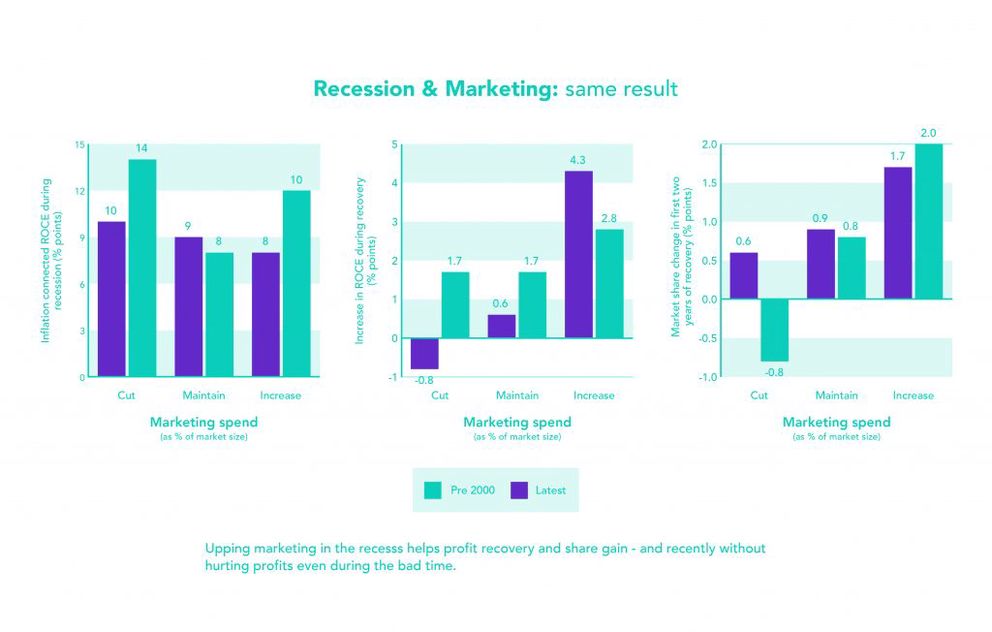 Recession & Marketing: same result
Inflation connected ROCE during
recession (% points)
15
12
9
6
3
0
10
14
9
8
8
10
Cut
Maintain
Increase
Marketing spend
(as % of market size)
Increase in ROCE during recovery
(% points)
5
4
3
2
1
0
-1
-0.8
1.7
0.6
1.7
4.3
2.8
Cut
Maintain
Increase
Marketing spend
(as % of market size)
Market share change in first two
years of recovery (% points)
2.0
1.5
1.0
0.5
0.0
-0.5
-1.0
0.6
-0.8
0.9
0.8
1.7
2.0
Cut
Maintain
Increase
Marketing spend
(as % of market size)
Pre 2000
Latest
Upping marketing in the recesss helps profit recovery and share gain - and recently without
hurting profits even during the bad time.